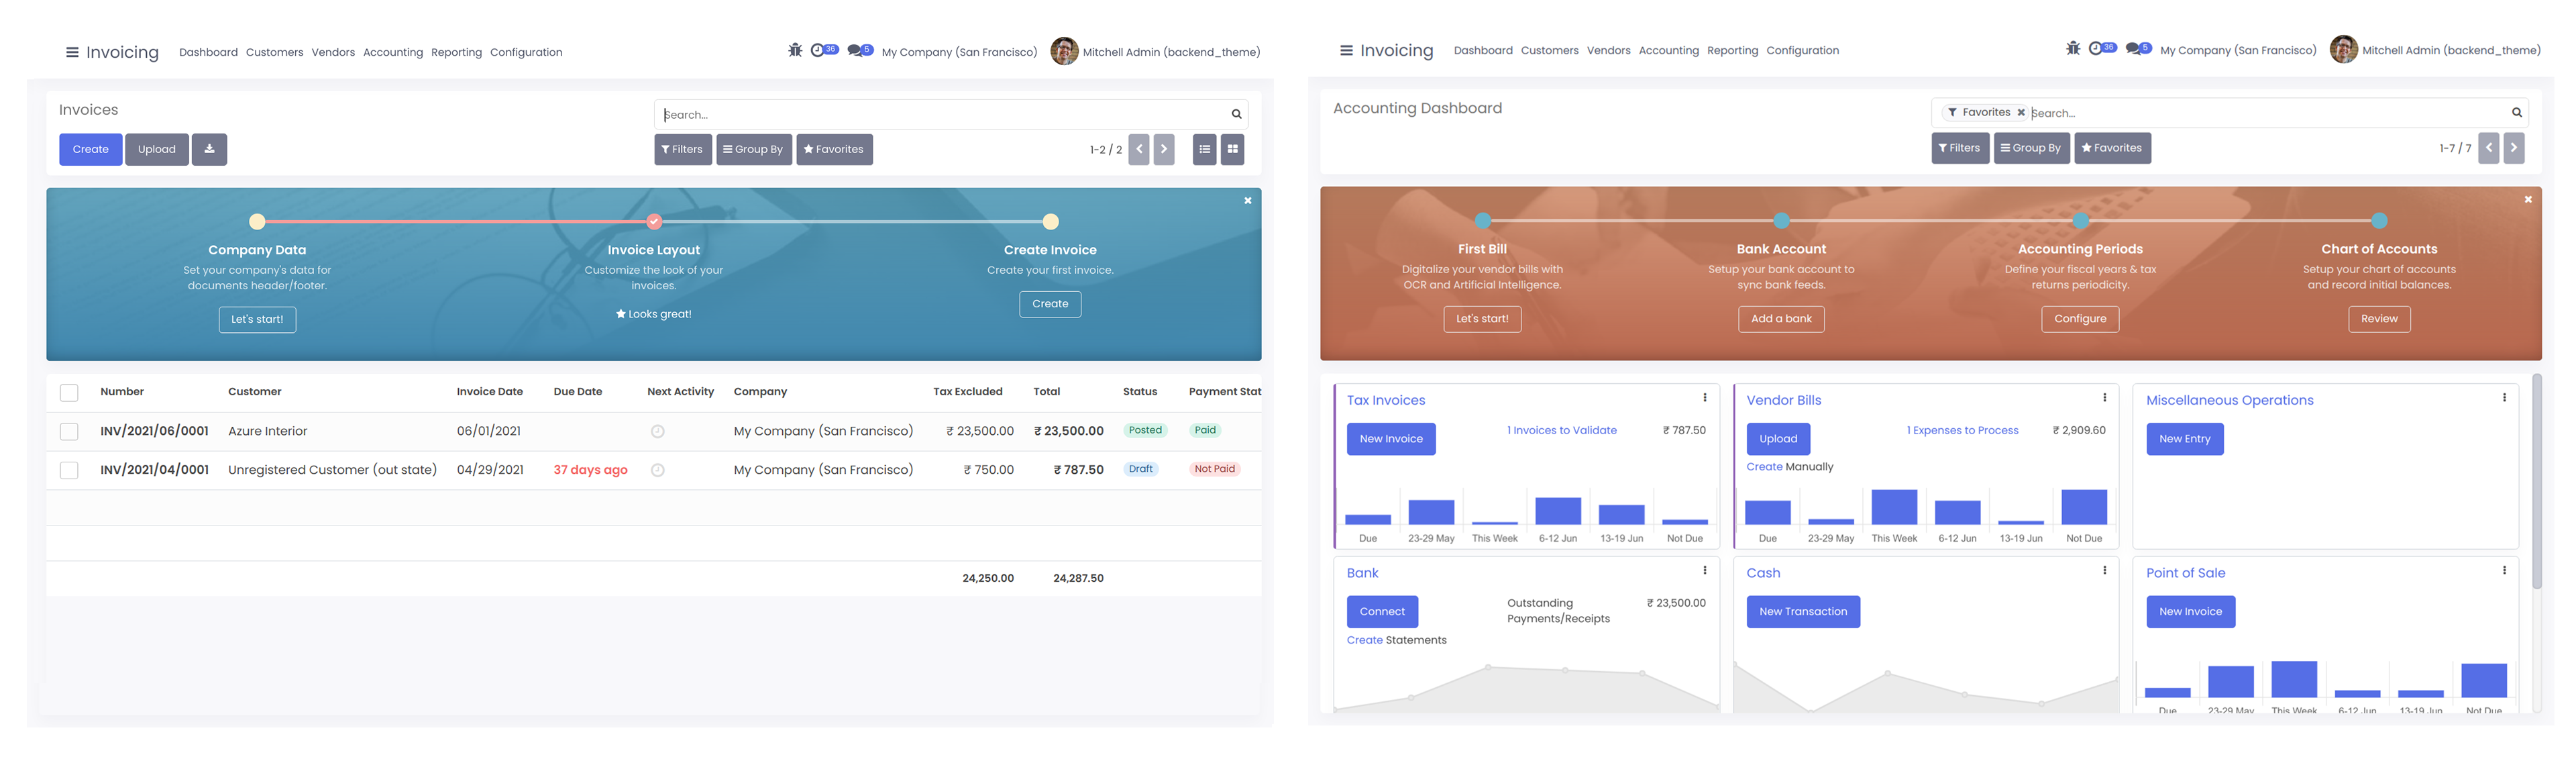 Invoicing Dashboard Customers Vendors Accounting Reporting Configuration 36 5 My Company (San Francisco) Mitchell Admin (backend_theme)
Invoices
Search...
Create Upload Filters Group By Favorites 1-2 / 2
Company Data Invoice Layout Create Invoice
Set your company's data for Customize the look of your Create your first invoice.
documents header/footer. invoices.
Let's start! Looks great! Create
Number Customer Invoice Date Due Date Next Activity Company Tax Excluded Total Status Payment Stat
INV/2021/06/0001 Azure Interior 06/01/2021 My Company (San Francisco) ₹ 23,500.00 ₹ 23,500.00 Posted Paid
INV/2021/04/0001 Unregistered Customer (out state) 04/29/2021 37 days ago My Company (San Francisco) ₹ 750.00 ₹ 787.50 Draft Not Paid
24,250.00 24,287.50
Invoicing Dashboard Customers Vendors Accounting Reporting Configuration 36 5 My Company (San Francisco) Mitchell Admin (backend_theme)
Accounting Dashboard
Favorites Search...
Filters Group By Favorites 1-7 / 7
First Bill Bank Account Accounting Periods Chart of Accounts
Digitalize your vendor bills with Setup your bank account to Define your fiscal years & tax Setup your chart of accounts
OCR and Artificial Intelligence. sync bank feeds. returns periodicity. and record initial balances.
Let's start! Add a bank Configure Review
Tax Invoices
New Invoice 1 Invoices to Validate ₹ 787.50
Due 23-29 May This Week 6-12 Jun 13-19 Jun Not Due
Vendor Bills
Upload 1 Expenses to Process ₹ 2,909.60
Create Manually
Due 23-29 May This Week 6-12 Jun 13-19 Jun Not Due
Miscellaneous Operations
New Entry
Bank
Connect Outstanding ₹ 23,500.00
Payments/Receipts
Create Statements
Cash
New Transaction
Point of Sale
New Invoice
Due 23-29 May This Week 6-12 Jun 13-19 Jun Not Due